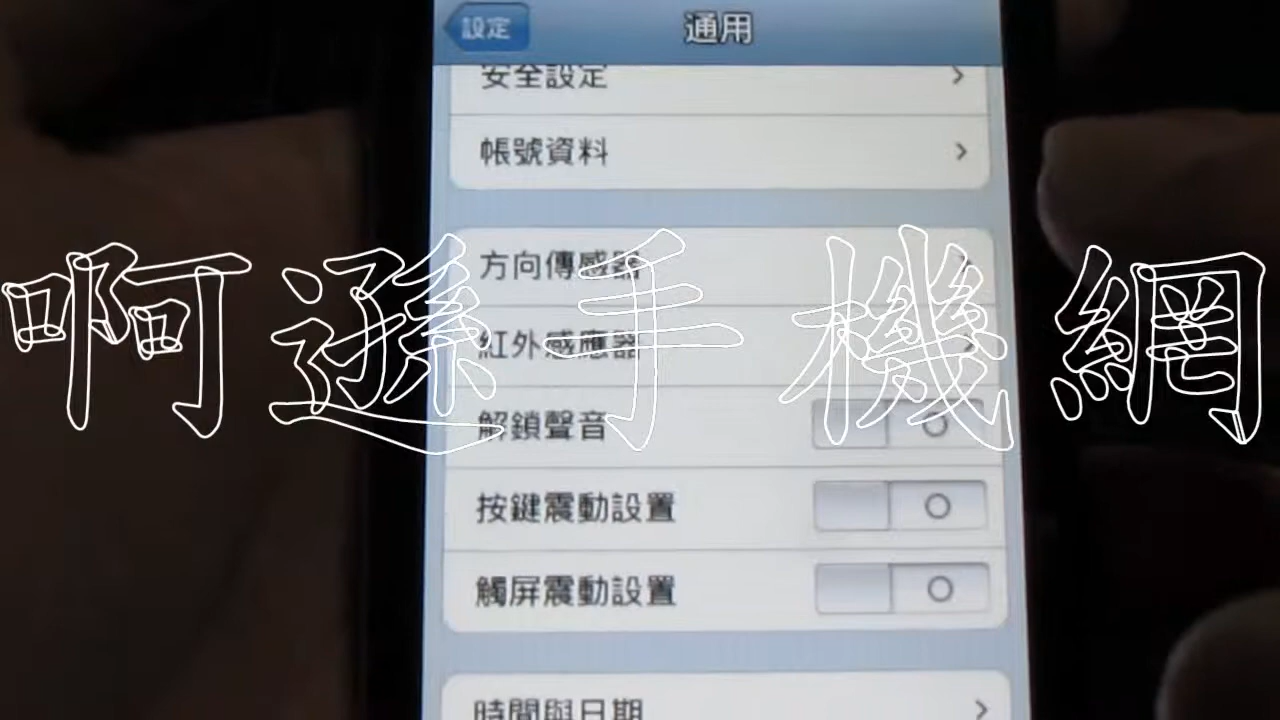 設定
通用
安全設定
帳號資料
方向傳感器
啊遜手機網
紅外感應器
解鎖聲音
按鍵震動設置
觸屏震動設置
時間與日期